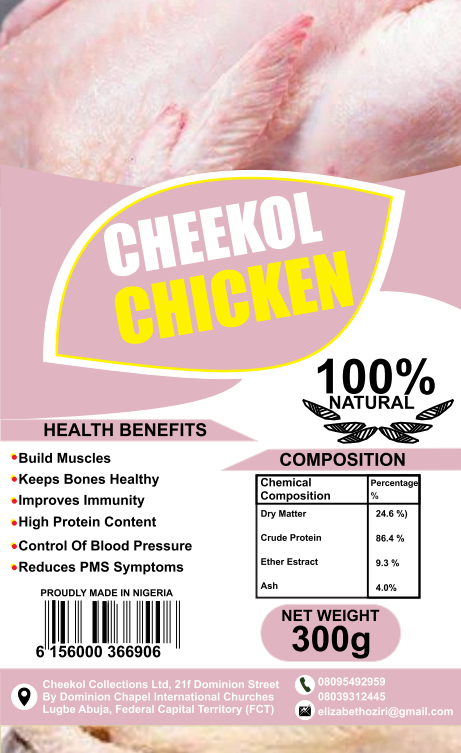 CHEEKOL
CHICKEN
100%
NATURAL
HEALTH BENEFITS
Build Muscles
Keeps Bones Healthy
Improves Immunity
High Protein Content
Control Of Blood Pressure
Reduces PMS Symptoms
COMPOSITION
Chemical Composition Percentage %
Dry Matter 24.6 %)
Crude Protein 86.4 %
Ether Estract 9.3 %
Ash 4.0%
PROUDLY MADE IN NIGERIA
6 156000 366906
NET WEIGHT
300g
Cheekol Collections Ltd, 21f Dominion Street
By Dominion Chapel International Churches
Lugbe Abuja, Federal Capital Territory (FCT)
08095492959
08039312445
elizabethoziri@gmail.com